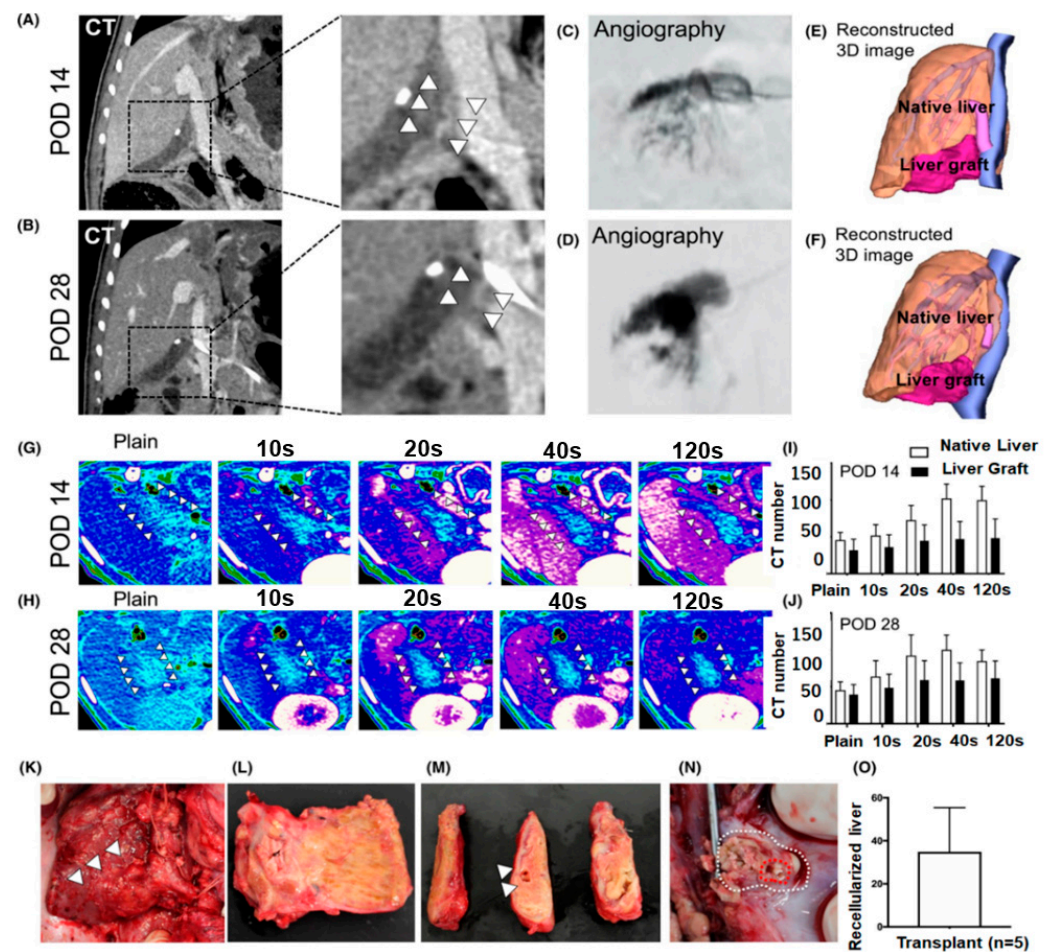 (A)
CT
POD 14
(C)
Angiography
(E)
Reconstructed
3D image
Native liver
Liver graft
(B)
CT
POD 28
(D)
Angiography
(F)
Reconstructed
3D image
Native liver
Liver graft
(G)
Plain
10s
20s
40s
120s
POD 14
(I)
Native Liver
Liver Graft
POD 14
CT number
150
100
50
0
Plain 10s 20s 40s 120s
(H)
Plain
10s
20s
40s
120s
POD 28
(J)
POD 28
CT number
150
100
50
0
Plain 10s 20s 40s 120s
(K)
(L)
(M)
(N)
(O)
Recellularized liver
60
40
20
0
Transplant (n=5)